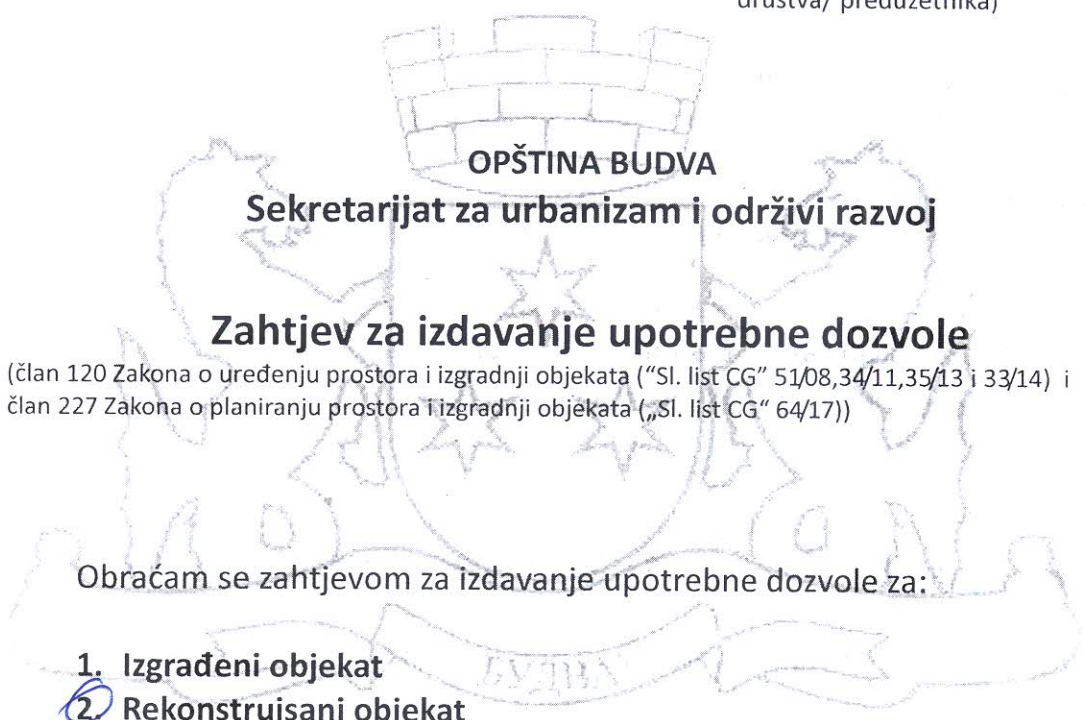 društva/ preduzetnika)
OPŠTINA BUDVA
Sekretarijat za urbanizam i održivi razvoj
Zahtjev za izdavanje upotrebne dozvole
(član 120 Zakona o uređenju prostora i izgradnji objekata (“Sl. list CG” 51/08,34/11,35/13 i 33/14) i
član 227 Zakona o planiranju prostora i izgradnji objekata („Sl. list CG“ 64/17))
Obraćam se zahtjevom za izdavanje upotrebne dozvole za:
1. Izgrađeni objekat
2. Rekonstruisani objekat